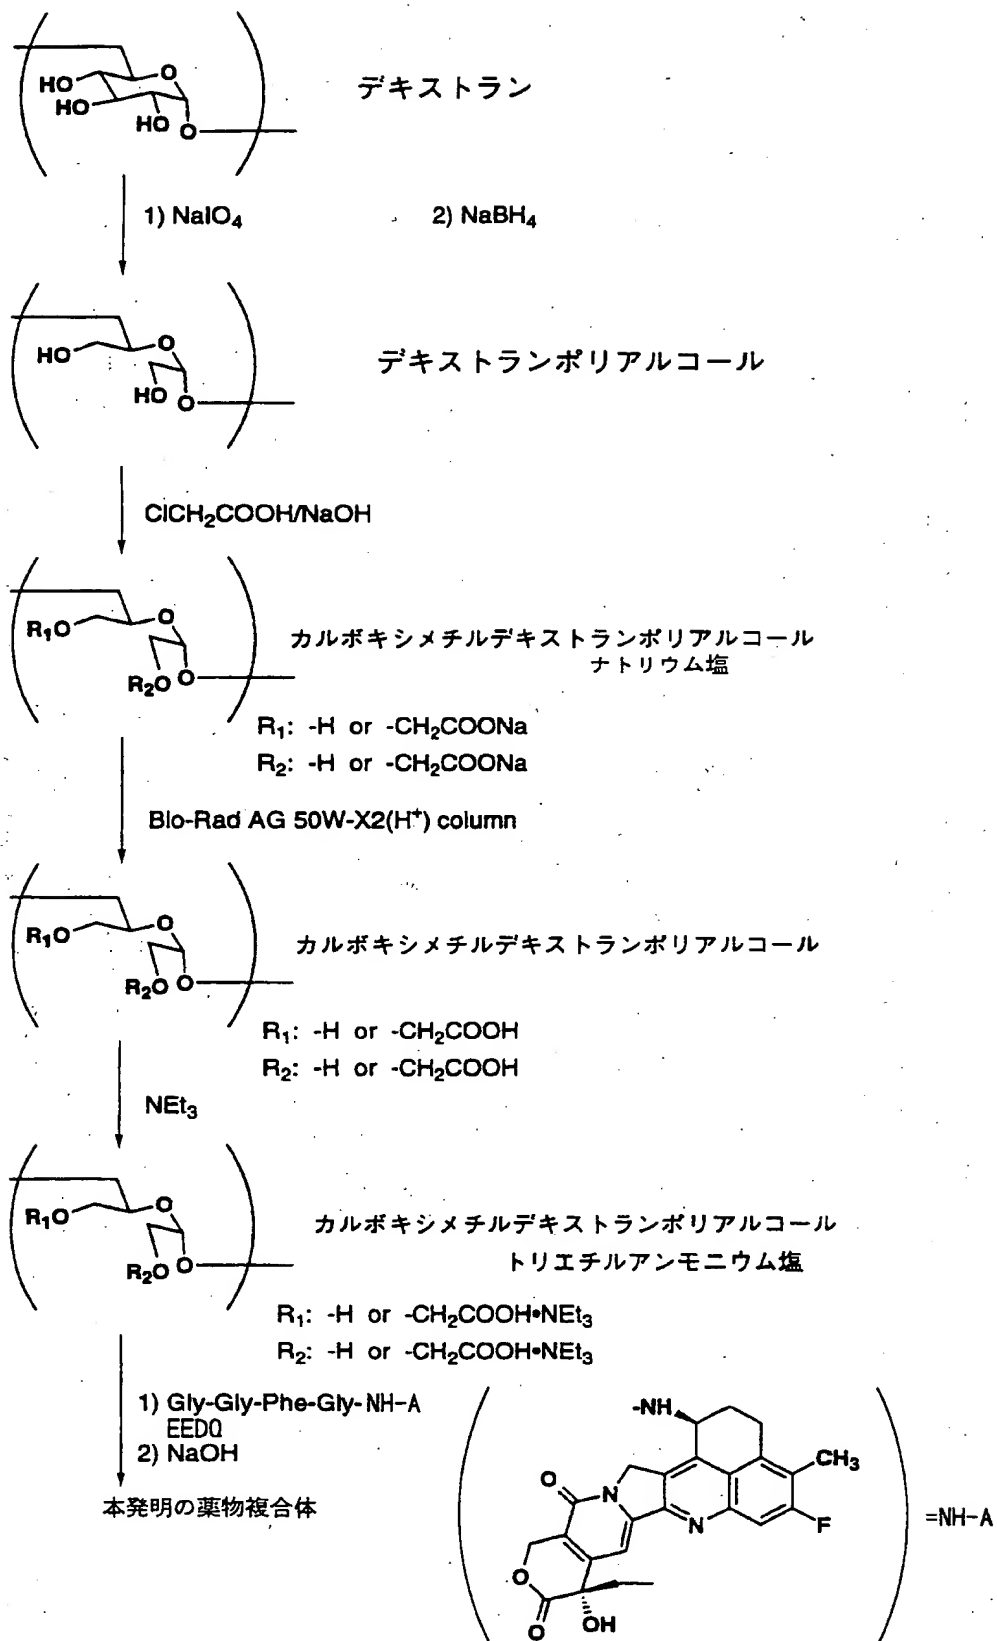 O
HO
HO
HO
O
デキストラン
1) NaIO4
2) NaBH4
HO
O
HO
O
デキストランポリアルコール
ClCH2COOH/NaOH
R1O
O
R2O
O
カルボキシメチルデキストランポリアルコール
ナトリウム塩
R1: -H or -CH2COONa
R2: -H or -CH2COONa
Bio-Rad AG 50W-X2(H+) column
R1O
O
R2O
O
カルボキシメチルデキストランポリアルコール
R1: -H or -CH2COOH
R2: -H or -CH2COOH
NEt3
R1O
O
R2O
O
カルボキシメチルデキストランポリアルコール
トリエチルアンモニウム塩
R1: -H or -CH2COOH•NEt3
R2: -H or -CH2COOH•NEt3
1) Gly-Gly-Phe-Gly-NH-A
EEDQ
2) NaOH
本発明の薬物複合体
-NH
CH3
O
N
N
F
=NH-A
O
O
OH